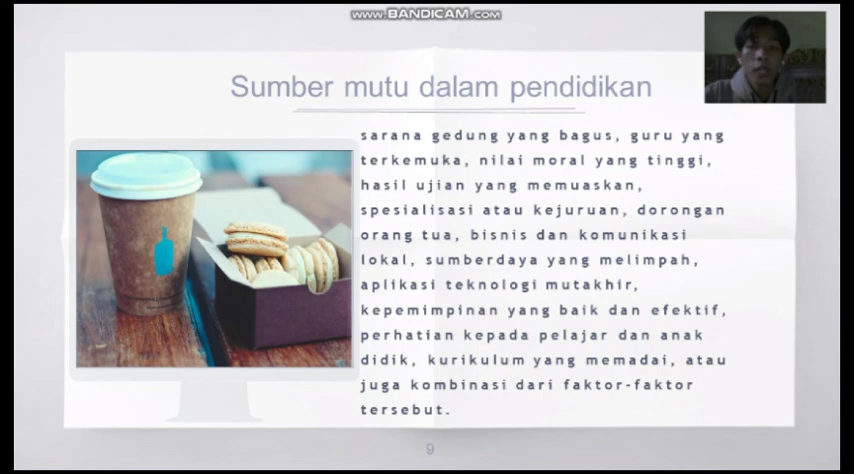 www.BANDICAM.com
Sumber mutu dalam pendidikan
sarana gedung yang bagus, guru yang
terkemuka, nilai moral yang tinggi,
hasil ujian yang memuaskan,
spesialisasi atau kejuruan, dorongan
orang tua, bisnis dan komunikasi
lokal, sumberdaya yang melimpah,
aplikasi teknologi mutakhir,
kepemimpinan yang baik dan efektif,
perhatian kepada pelajar dan anak
didik, kurikulum yang memadai, atau
juga kombinasi dari faktor-faktor
tersebut.
9